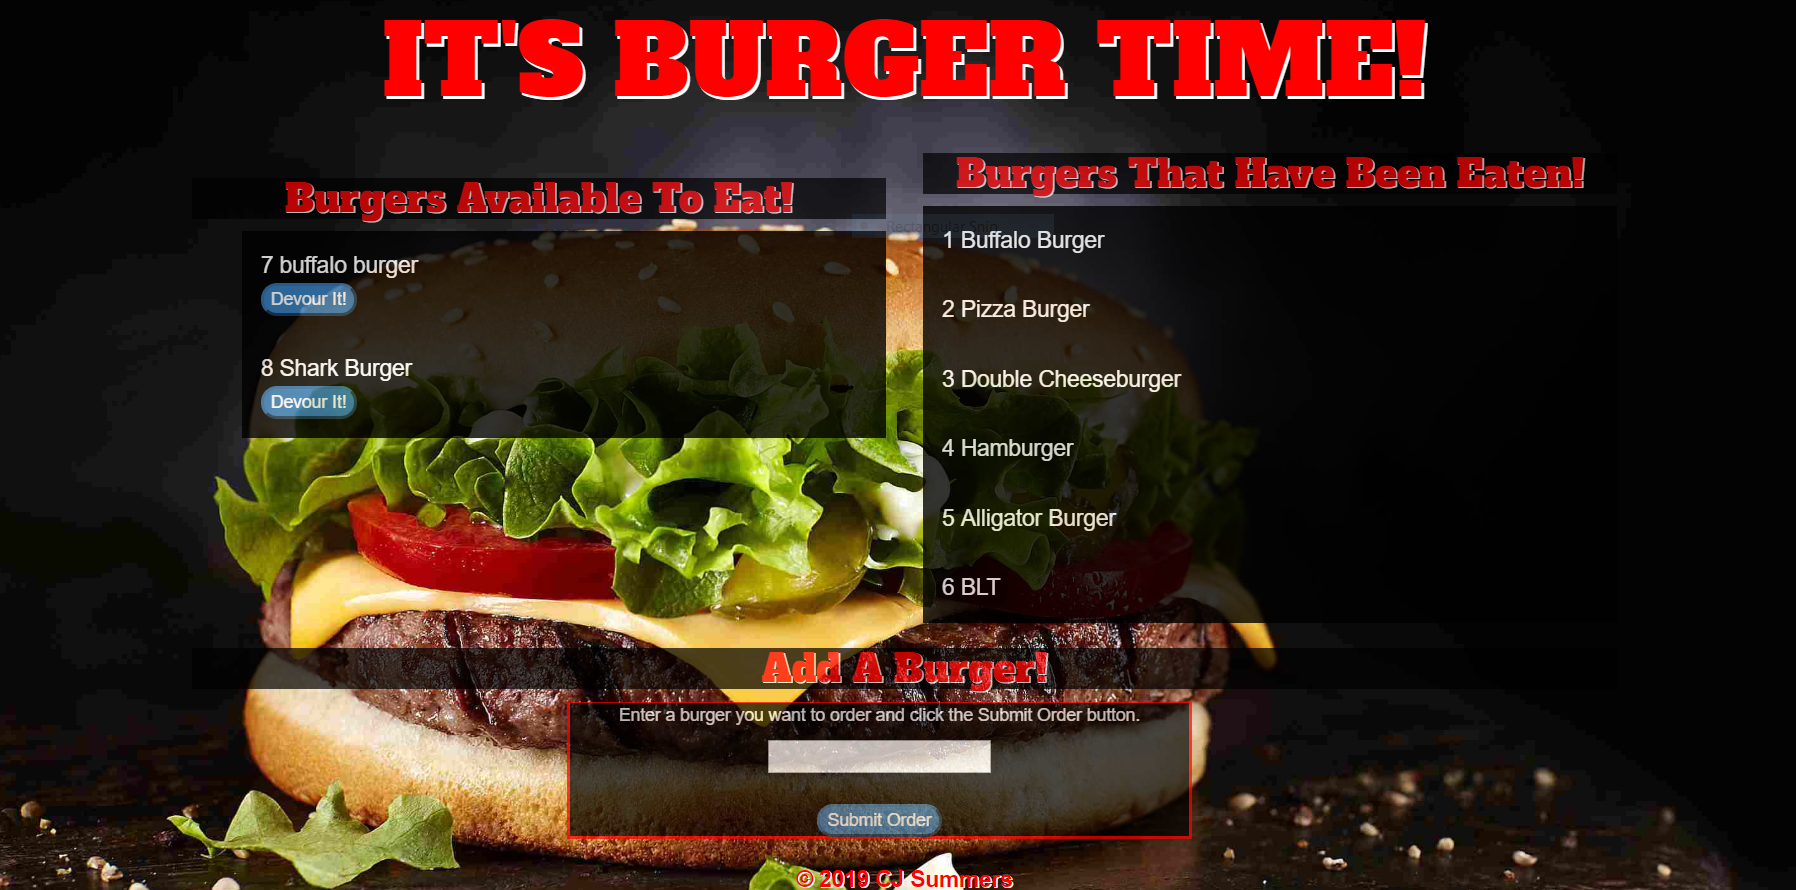 IT'S BURGER TIME!
Burgers Available To Eat!
7 buffalo burger
Devour It!
8 Shark Burger
Devour It!
Burgers That Have Been Eaten!
1 Buffalo Burger
2 Pizza Burger
3 Double Cheeseburger
4 Hamburger
5 Alligator Burger
6 BLT
Add A Burger!
Enter a burger you want to order and click the Submit Order button.
Submit Order
© 2019 CJ Summers